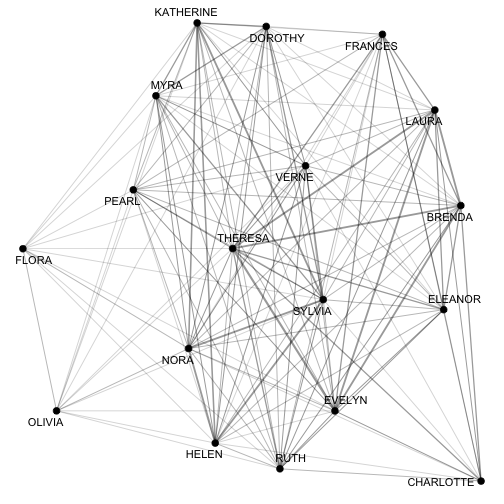 KATHERINE
DOROTHY
FRANCES
MYRA
LAURA
VERNE
PEARL
BRENDA
THERESA
FLORA
ELEANOR
SYLVIA
NORA
EVELYN
OLIVIA
HELEN
RUTH
CHARLOTTE